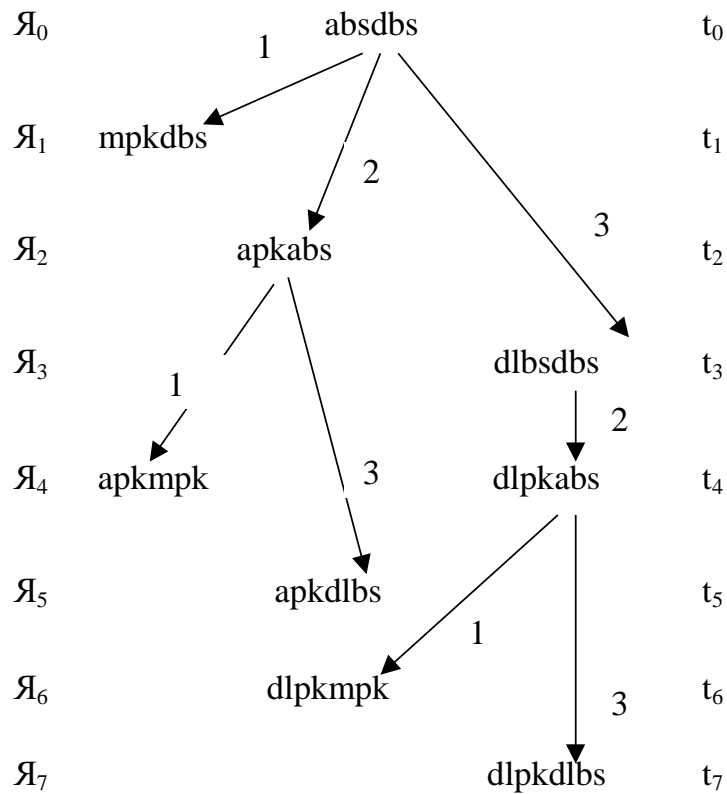 Я₀ absdbs t₀
1
Я₁ mpkdbs t₁
2
3
Я₂ apkabs t₂
Я₃ dlbsdbs t₃
1
2
Я₄ apkmpk 3 dlpkabs t₄
Я₅ apkdlbs t₅
1
Я₆ dlpkmpk t₆
3
Я₇ dlpkdlbs t₇